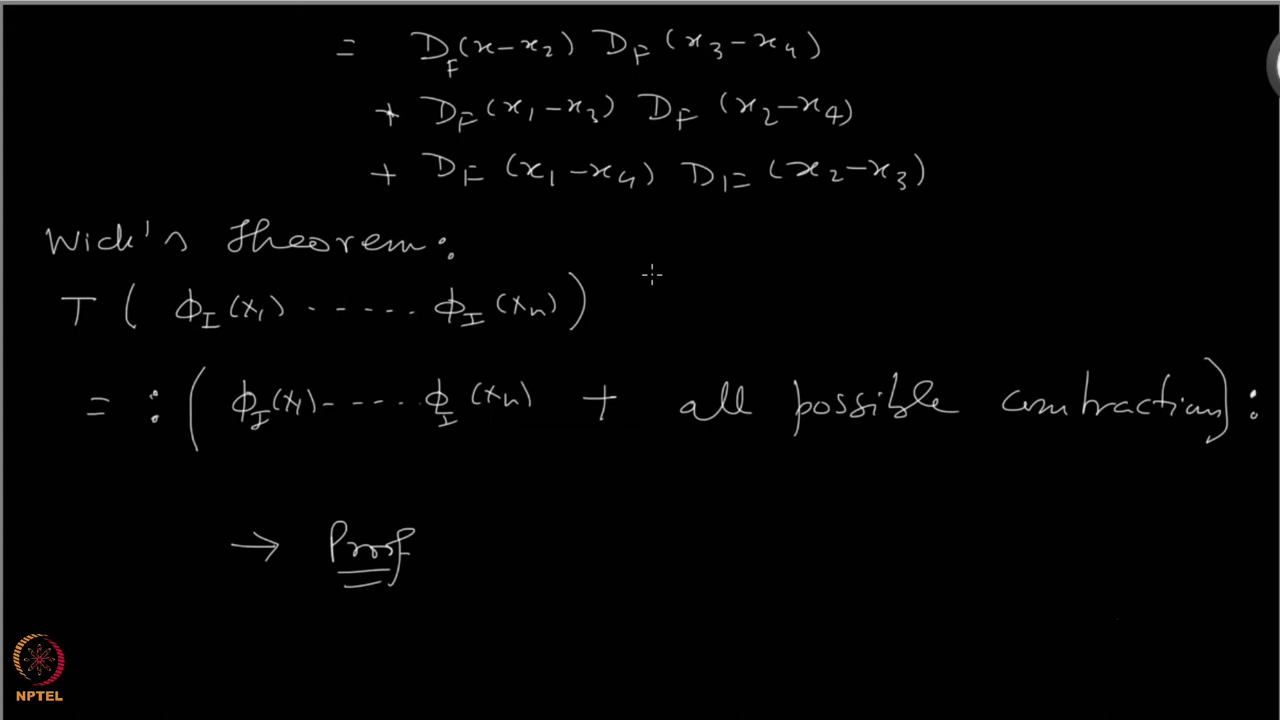 = D_F(x-x_2) D_F(x_3-x_4)
+ D_F(x_1-x_3) D_F(x_2-x_4)
+ D_F(x_1-x_4) D_F(x_2-x_3)
Wick's theorem:
T( ϕ_I(x_1) ...... ϕ_I(x_n) )
= :( ϕ_I(x_1) ..... ϕ_I(x_n) + all possible contractions ):
→ Proof
NPTEL